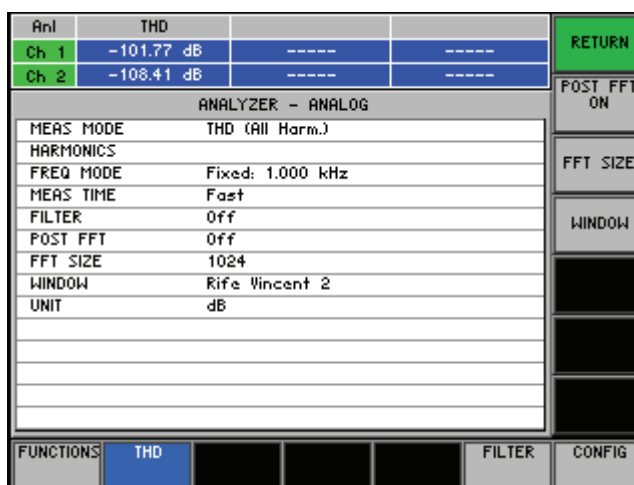 Anl THD
Ch 1 -101.77 dB ----- -----
Ch 2 -108.41 dB ----- -----
ANALYZER - ANALOG
MEAS MODE THD (All Harm.)
HARMONICS
FREQ MODE Fixed: 1.000 kHz
MEAS TIME Fast
FILTER Off
POST FFT Off
FFT SIZE 1024
WINDOW Rife Vincent 2
UNIT dB
RETURN
POST FFT
ON
FFT SIZE
WINDOW
FUNCTIONS THD FILTER CONFIG